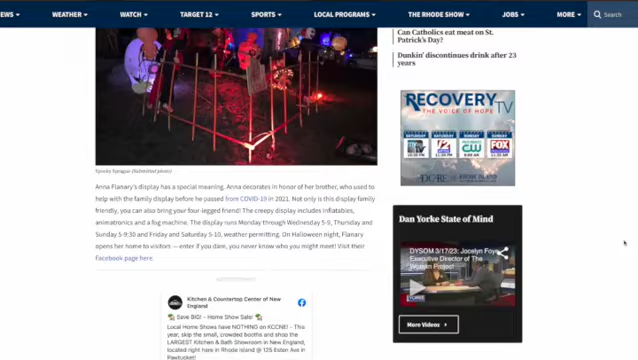 EWS
WEATHER
WATCH
TARGET 12
SPORTS
LOCAL PROGRAMS
THE RHODE SHOW
JOBS
MORE
Search
Can Catholics eat meat on St.
Patrick's Day?
Dunkin' discontinues drink after 23
years
RECOVERY
TV
THE VOICE OF HOPE
SATURDAY
CW
FOX
Spooky Sprague (Submitted photo)
Anna Flanary's display has a special meaning. Anna decorates in honor of her brother, who used to
help with the family display before he passed from COVID-19 in 2021. Not only is this display family
friendly, you can also bring your four-legged friend! The creepy display includes inflatables,
animatronics and a fog machine. The display runs Monday through Wednesday 5-9, Thursday and
Sunday 5-9:30 and Friday and Saturday 5-10, weather permitting. On Halloween night, Flanary
opens her home to visitors — enter if you dare, you never know who you might meet! Visit their
Facebook page here.
Dan Yorke State of Mind
DYSOM 3/17/23: Jocelyn Foye,
Executive Director of The
Womxn Project
YORKE
More Videos
Kitchen & Countertop Center of New
England
Save BIG! - Home Show Sale!
Local Home Shows have NOTHING on KCCNE! - This
year, skip the small, crowded booths and shop the
LARGEST Kitchen & Bath Showroom in New England,
located right here in Rhode Island @ 125 Esten Ave in
Pawtucket!